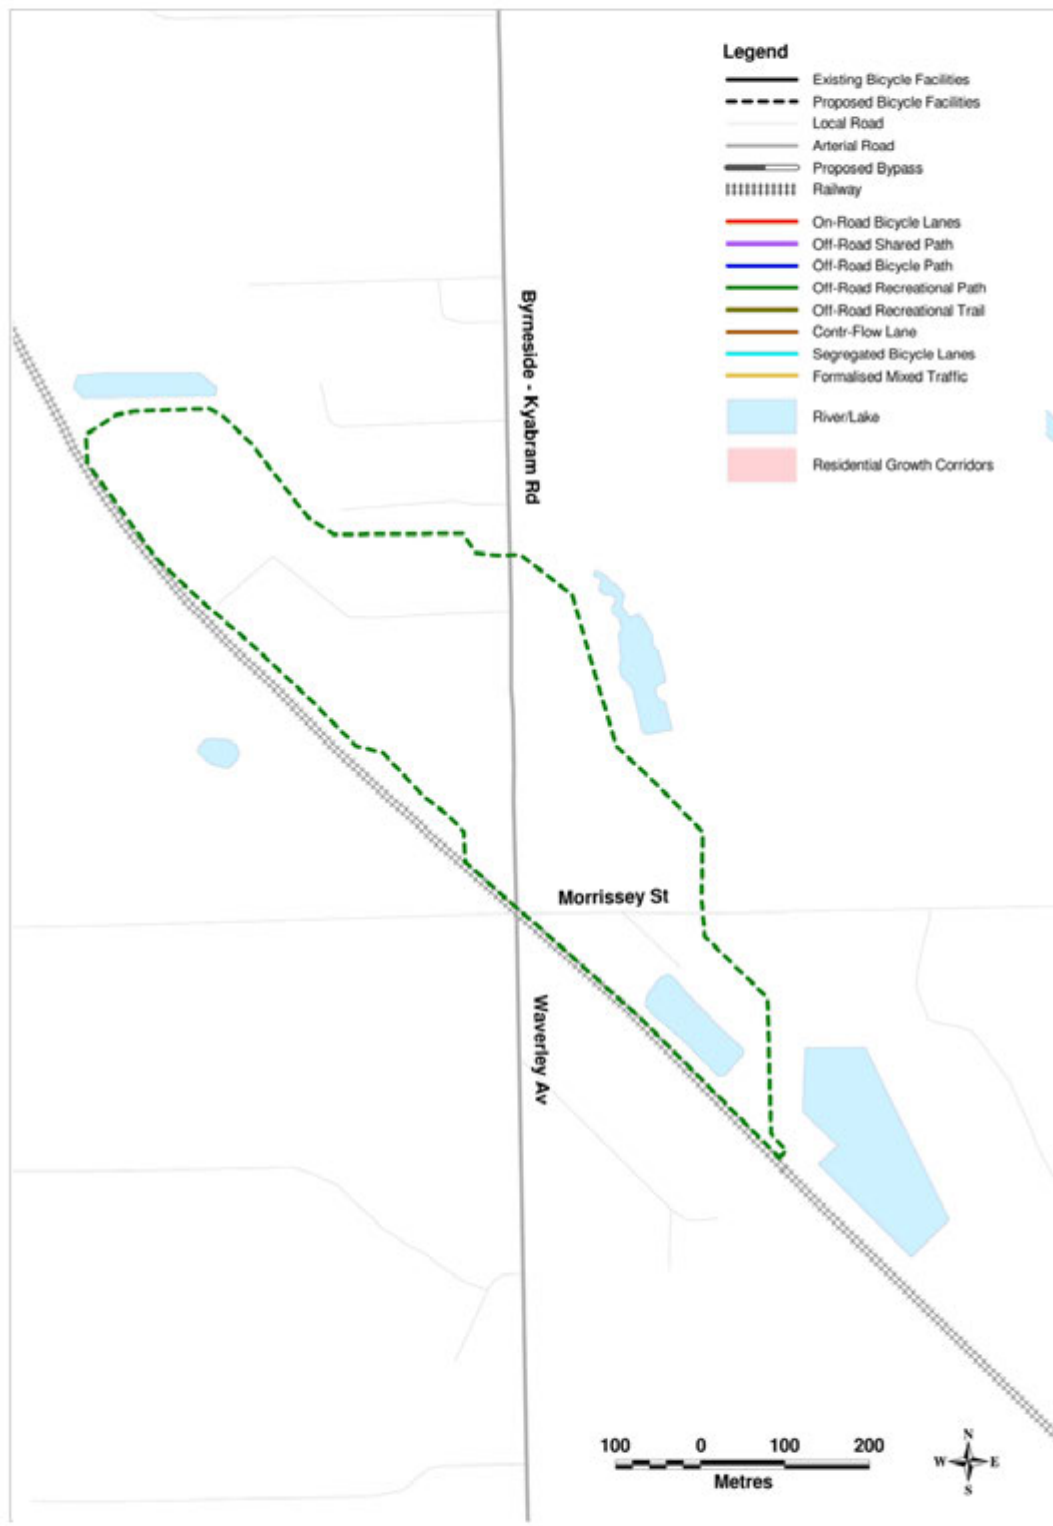 Legend
Existing Bicycle Facilities
Proposed Bicycle Facilities
Local Road
Arterial Road
Proposed Bypass
Railway
On-Road Bicycle Lanes
Off-Road Shared Path
Off-Road Bicycle Path
Off-Road Recreational Path
Off-Road Recreational Trail
Contr-Flow Lane
Segregated Bicycle Lanes
Formalised Mixed Traffic
River/Lake
Residential Growth Corridors
Byrneside - Kyabram Rd
Morrissey St
Waverley Av
100 0 100 200
Metres
N
W E
S